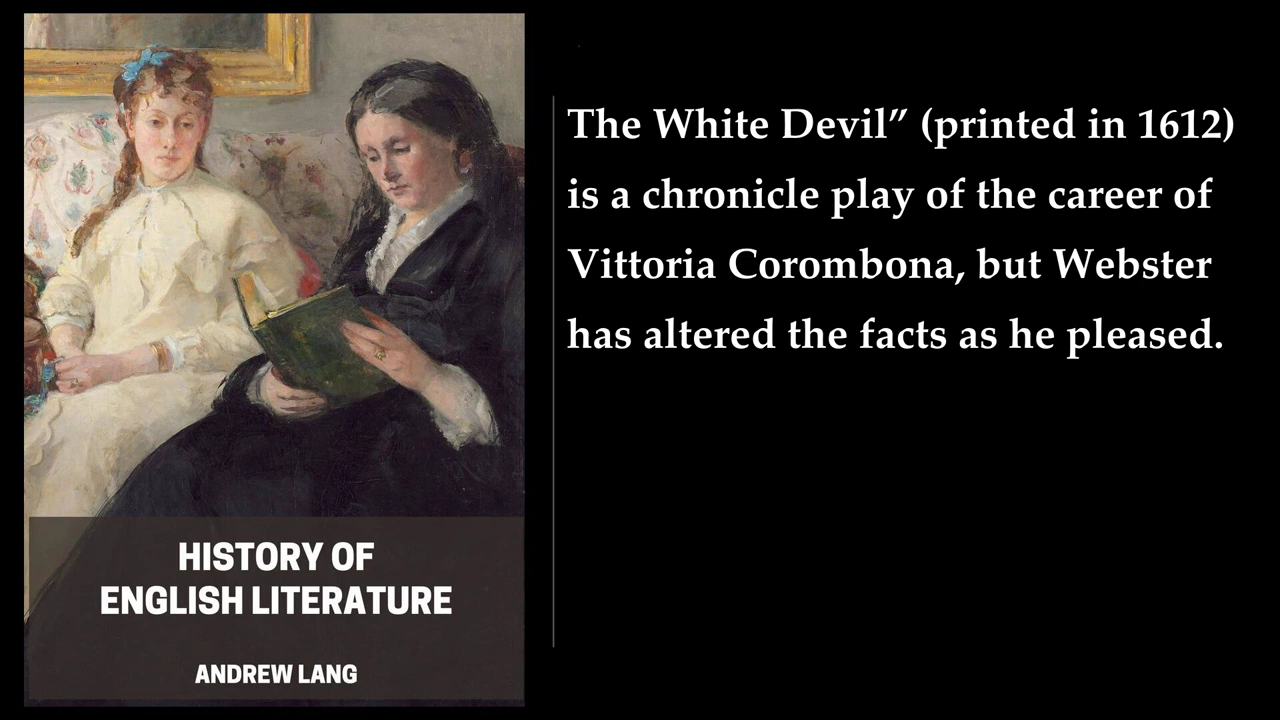 HISTORY OF
ENGLISH LITERATURE
ANDREW LANG
The White Devil” (printed in 1612)
is a chronicle play of the career of
Vittoria Corombona, but Webster
has altered the facts as he pleased.